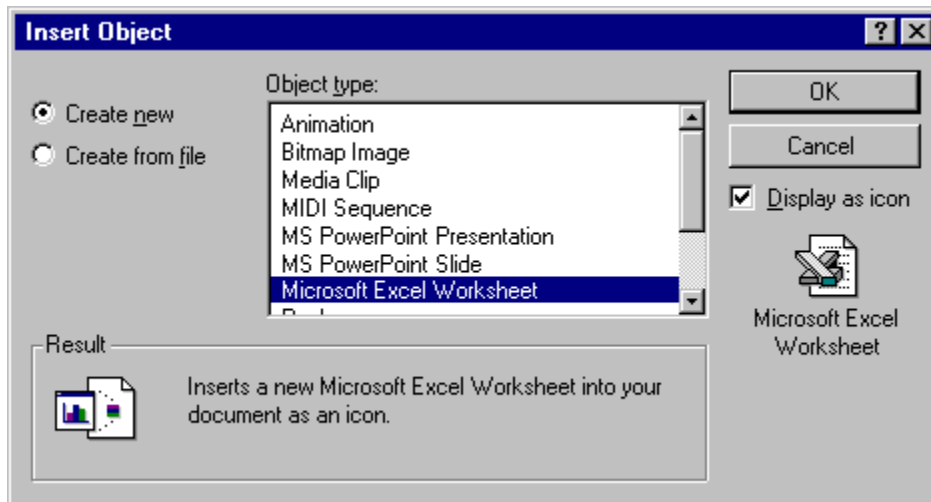 Insert Object
Object type:
Create new
Create from file
Animation
Bitmap Image
Media Clip
MIDI Sequence
MS PowerPoint Presentation
MS PowerPoint Slide
Microsoft Excel Worksheet
OK
Cancel
Display as icon
Microsoft Excel
Worksheet
Result
Inserts a new Microsoft Excel Worksheet into your
document as an icon.